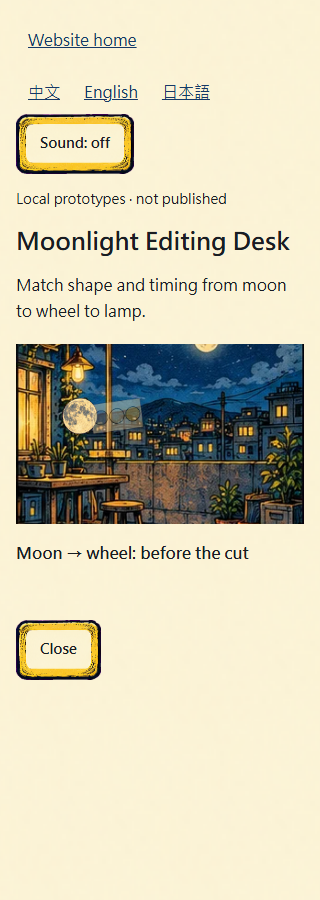 Website home
中文 English 日本語
Sound: off
Local prototypes · not published
Moonlight Editing Desk
Match shape and timing from moon
to wheel to lamp.
Moon → wheel: before the cut
Close